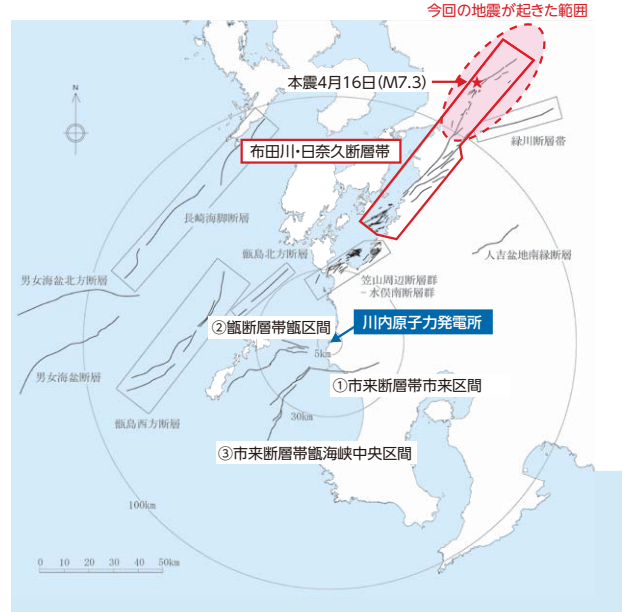 今回の地震が起きた範囲
本震4月16日(M7.3)
N
布田川・日奈久断層帯
緑川断層帯
長崎海脚断層
甑島北方断層
人吉盆地南縁断層
男女海盆北方断層
笠山周辺断層群
－水俣南断層群
②甑断層帯甑区間
川内原子力発電所
5km
男女海盆断層
①市来断層帯市来区間
30km
甑島西方断層
③市来断層帯甑海峡中央区間
100km
0 10 20 30 40 50km